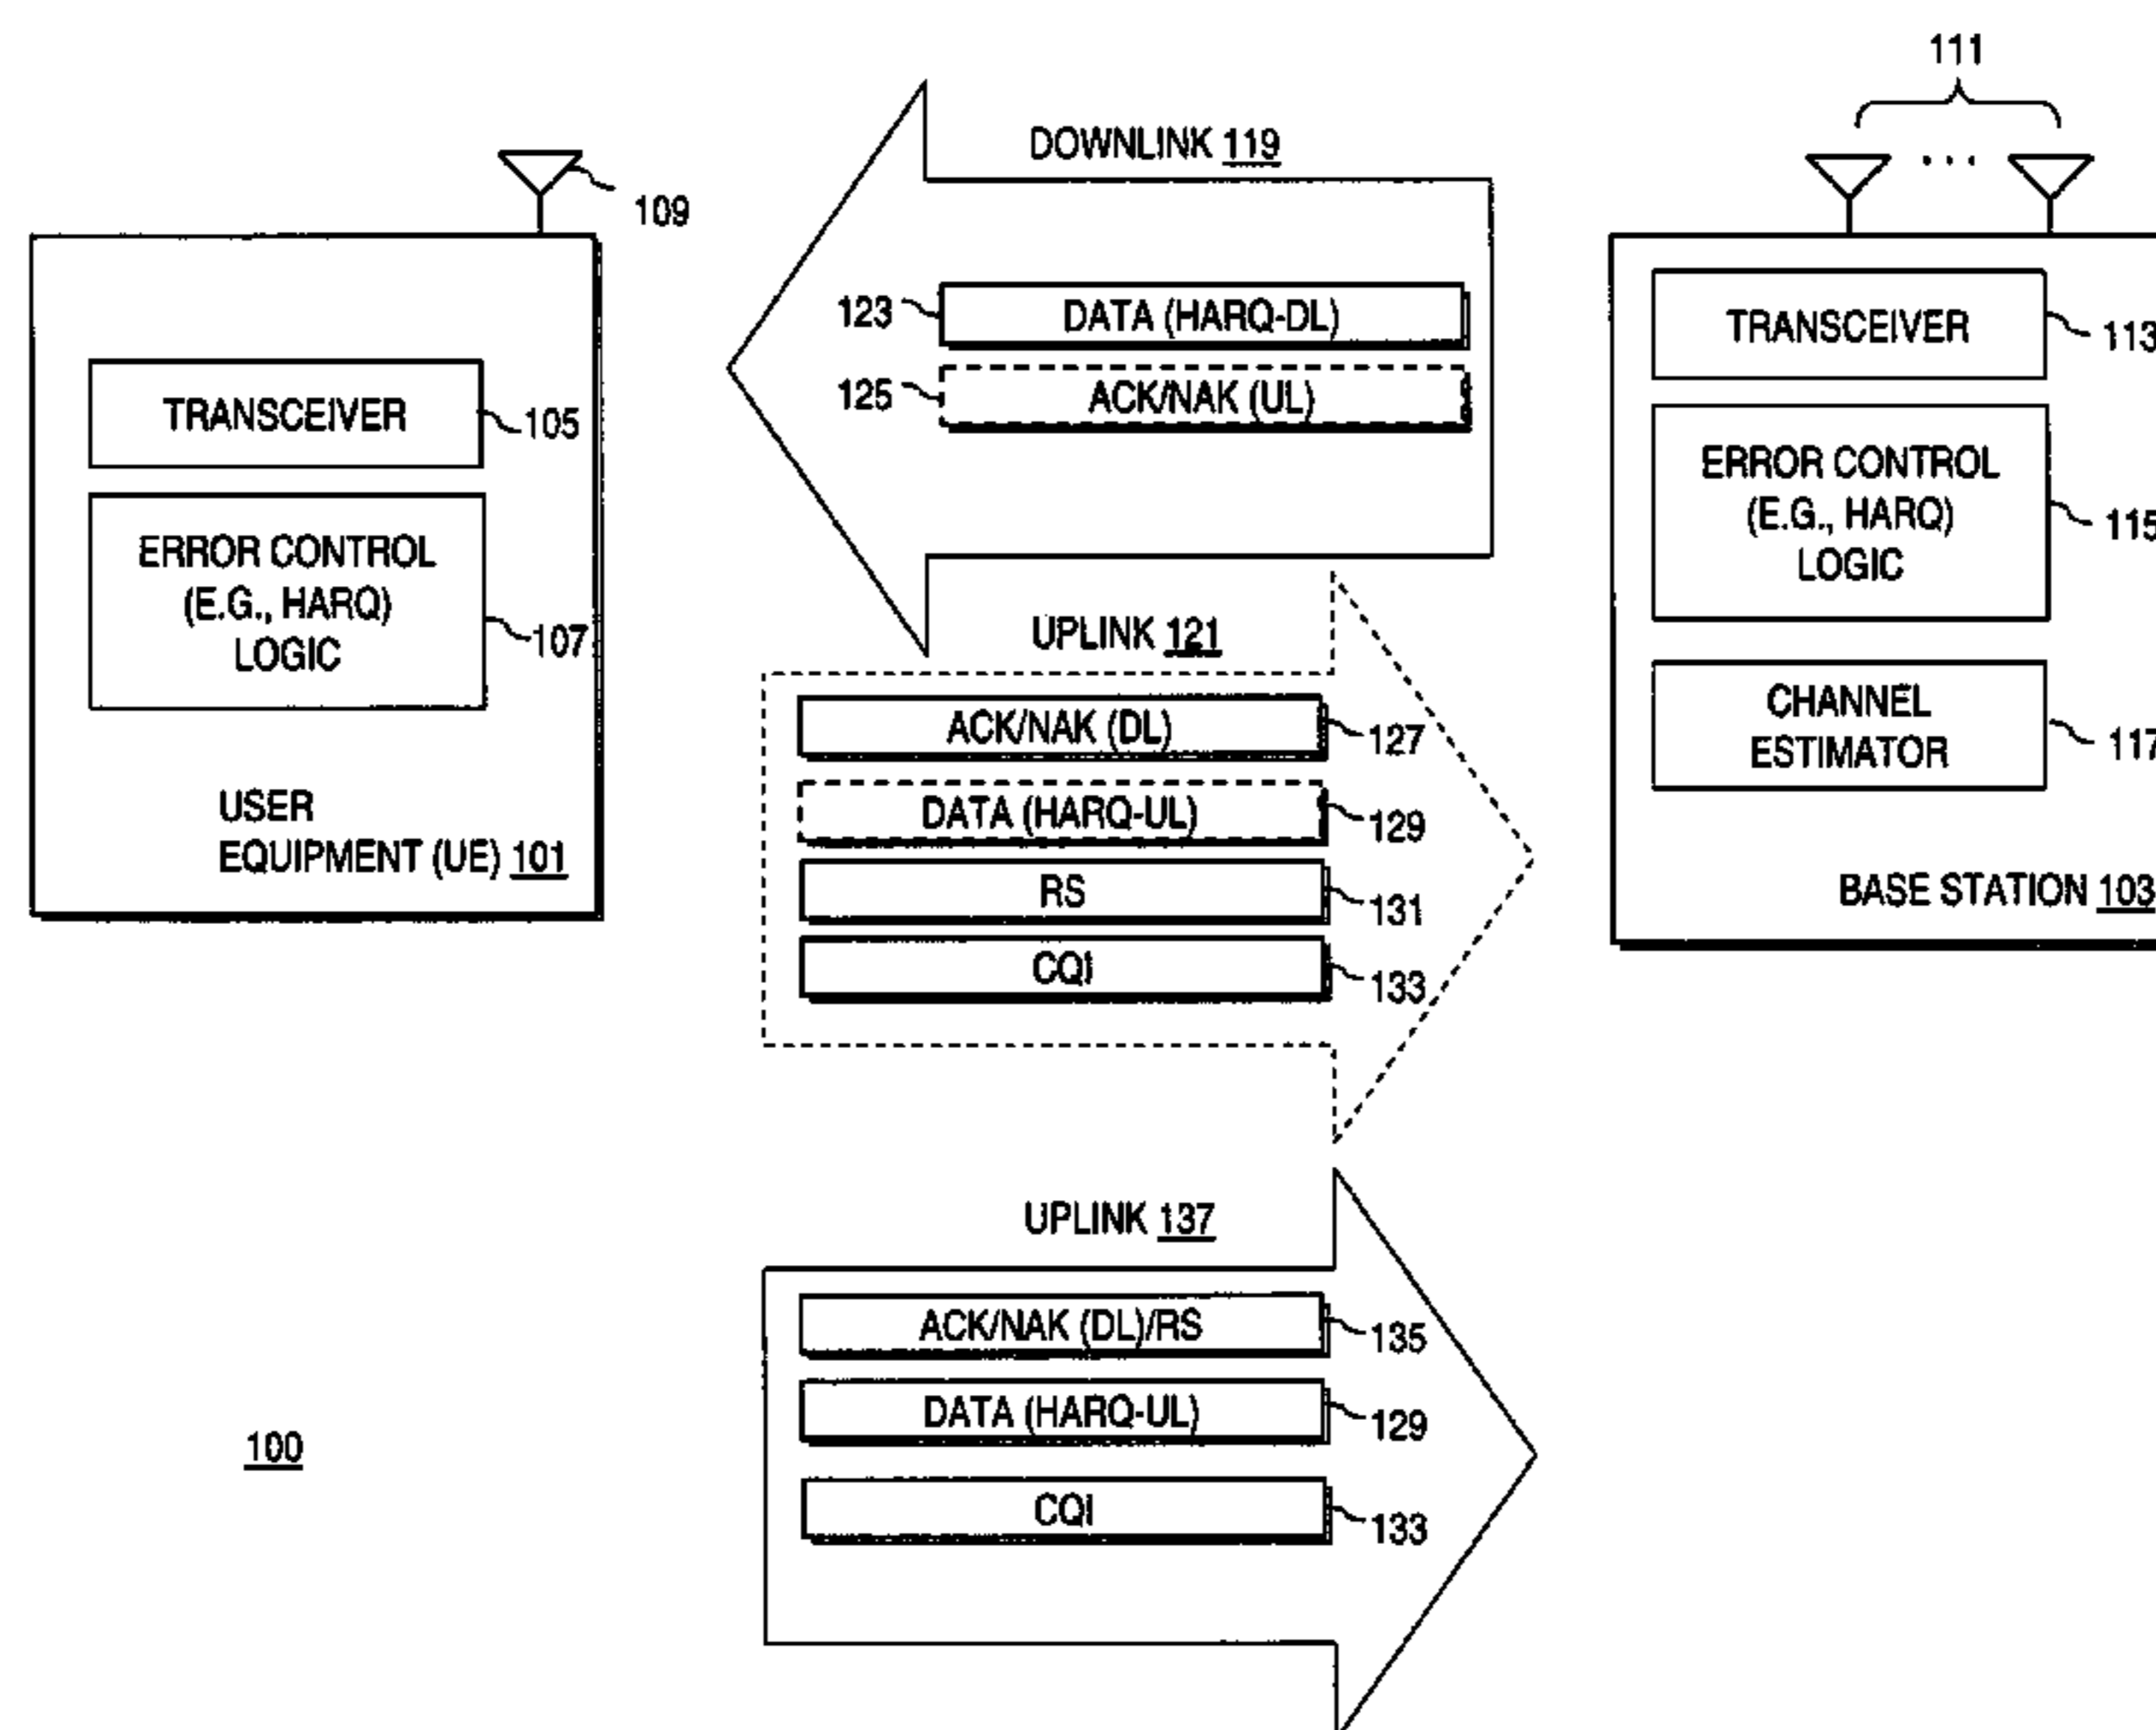 111
DOWNLINK 119
109
123
DATA (HARQ-DL)
125
ACK/NAK (UL)
TRANSCEIVER
105
ERROR CONTROL
(E.G., HARQ)
LOGIC
107
USER
EQUIPMENT (UE) 101
TRANSCEIVER
113
ERROR CONTROL
(E.G., HARQ)
LOGIC
115
CHANNEL
ESTIMATOR
117
BASE STATION 103
UPLINK 121
ACK/NAK (DL)
127
DATA (HARQ-UL)
129
RS
131
CQI
133
UPLINK 137
ACK/NAK (DL)/RS
135
DATA (HARQ-UL)
129
CQI
133
100